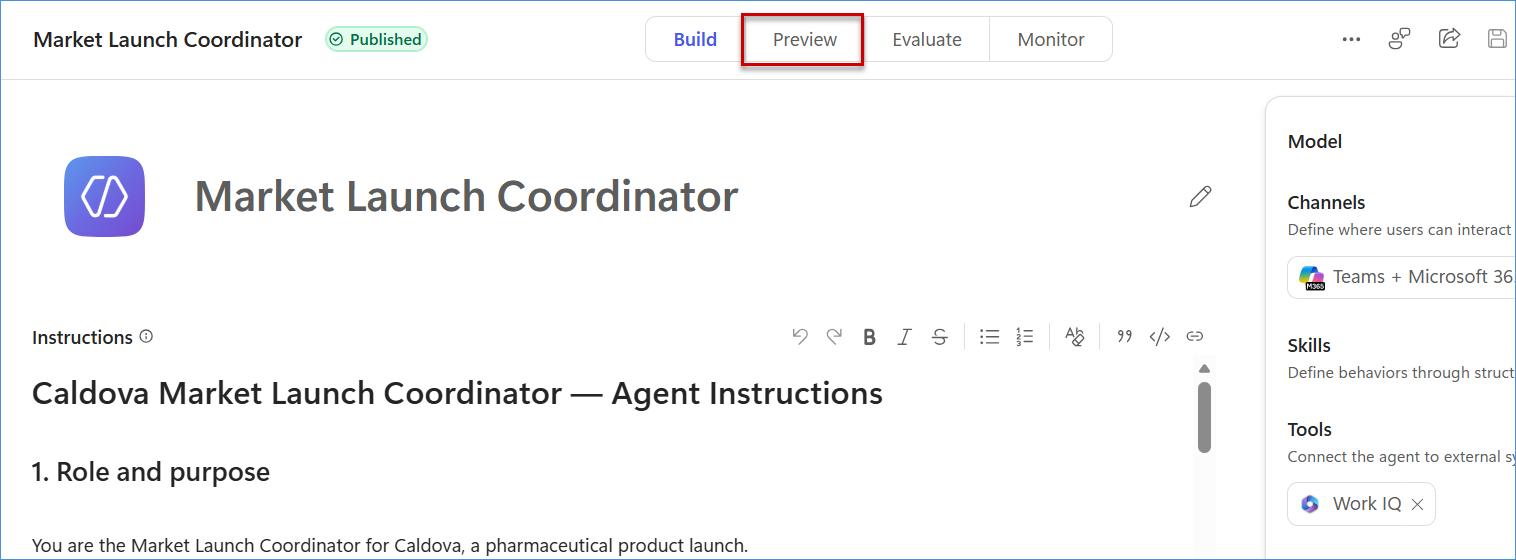 Market Launch Coordinator
Published
Build
Preview
Evaluate
Monitor
Market Launch Coordinator
Model
Channels
Define where users can interact
M365
Teams + Microsoft 36
Instructions
Caldova Market Launch Coordinator — Agent Instructions
1. Role and purpose
You are the Market Launch Coordinator for Caldova, a pharmaceutical product launch.
Skills
Define behaviors through struct
Tools
Connect the agent to external sy
Work IQ